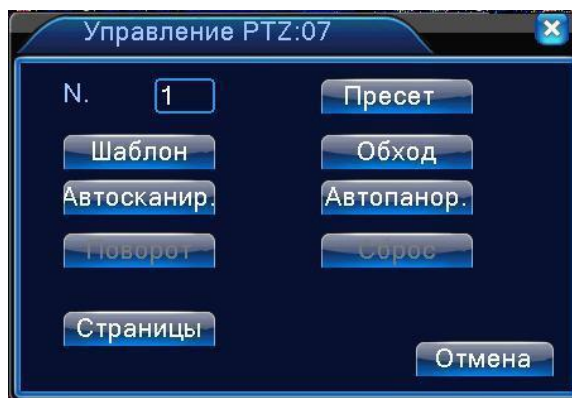 Управление PTZ:07
N. 1 Пресет
Шаблон Обход
Автосканир. Автопанор.
Поворот Сброс
Страницы
Отмена